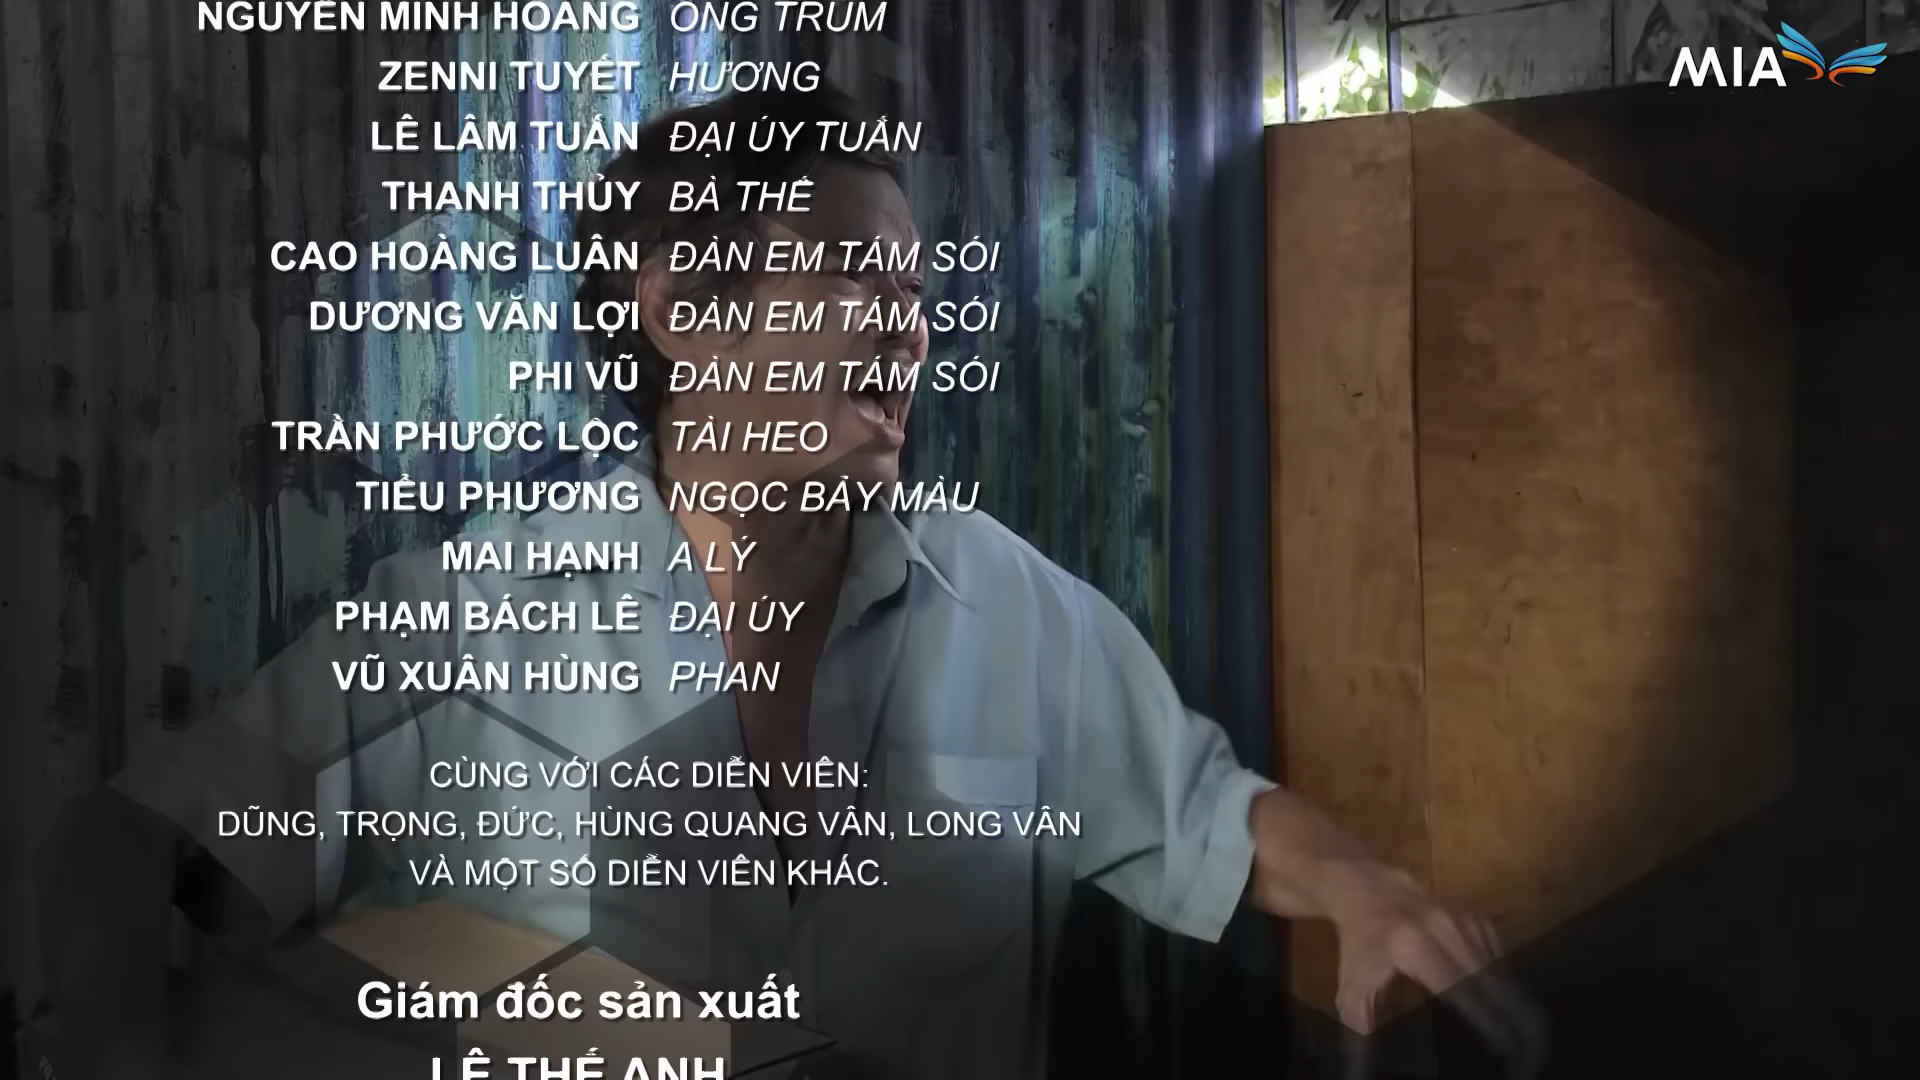 NGUYỄN MINH HOÀNG ÔNG TRÙM
MIA
ZENNI TUYẾT HƯƠNG
LÊ LÂM TUẤN ĐẠI ÚY TUẤN
THANH THỦY BÀ THẾ
CAO HOÀNG LUÂN ĐÀN EM TÁM SÓI
DƯƠNG VĂN LỢI ĐÀN EM TÁM SÓI
PHI VŨ ĐÀN EM TÁM SÓI
TRẦN PHƯỚC LỘC TÀI HEO
TIỂU PHƯƠNG NGỌC BẢY MÀU
MAI HẠNH A LÝ
PHẠM BÁCH LÊ ĐẠI ÚY
VŨ XUÂN HÙNG PHAN
CÙNG VỚI CÁC DIỄN VIÊN:
DŨNG, TRỌNG, ĐỨC, HÙNG QUANG VÂN, LONG VÂN
VÀ MỘT SỐ DIỄN VIÊN KHÁC.
Giám đốc sản xuất
LÊ THẾ ANH